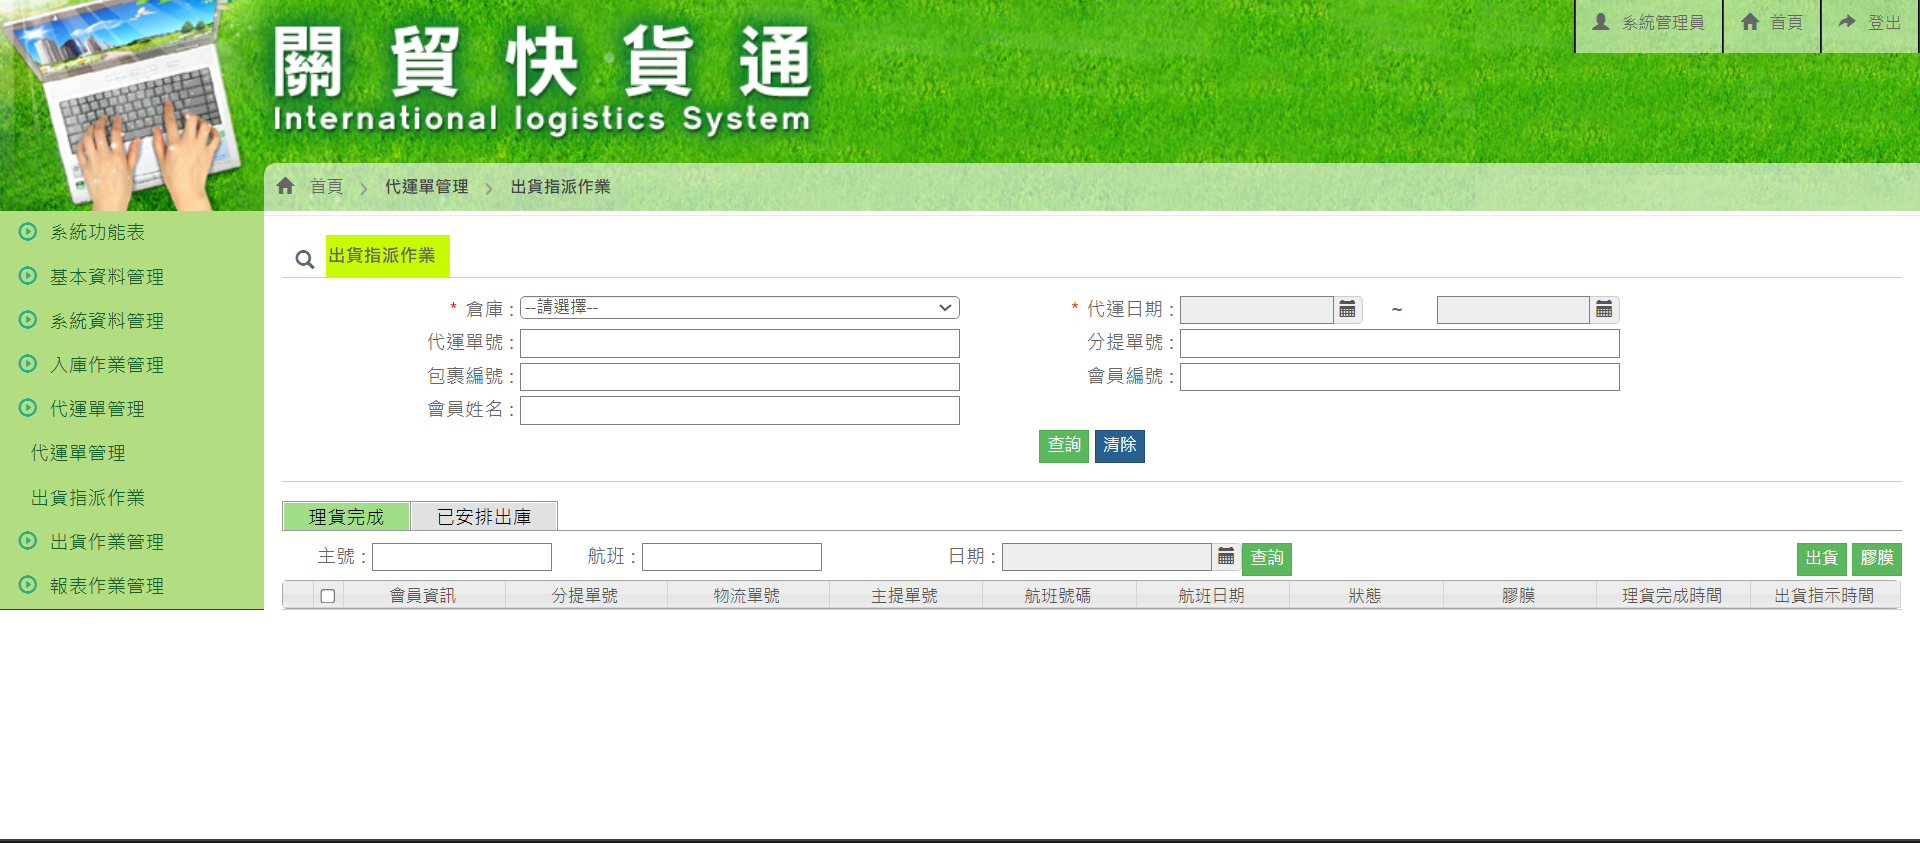 系統管理員 首頁 登出
關貿快貨通
International logistics System
首頁 > 代運單管理 > 出貨指派作業
系統功能表
基本資料管理
系統資料管理
入庫作業管理
代運單管理
代運單管理
出貨指派作業
出貨作業管理
報表作業管理
出貨指派作業
* 倉庫 : --請選擇-- * 代運日期 : ~
代運單號 : 分提單號 :
包裹編號 : 會員編號 :
會員姓名 :
查詢 清除
理貨完成 已安排出庫
主號 : 航班 : 日期 : 查詢 出貨 膠膜
會員資訊 分提單號 物流單號 主提單號 航班號碼 航班日期 狀態 膠膜 理貨完成時間 出貨指示時間